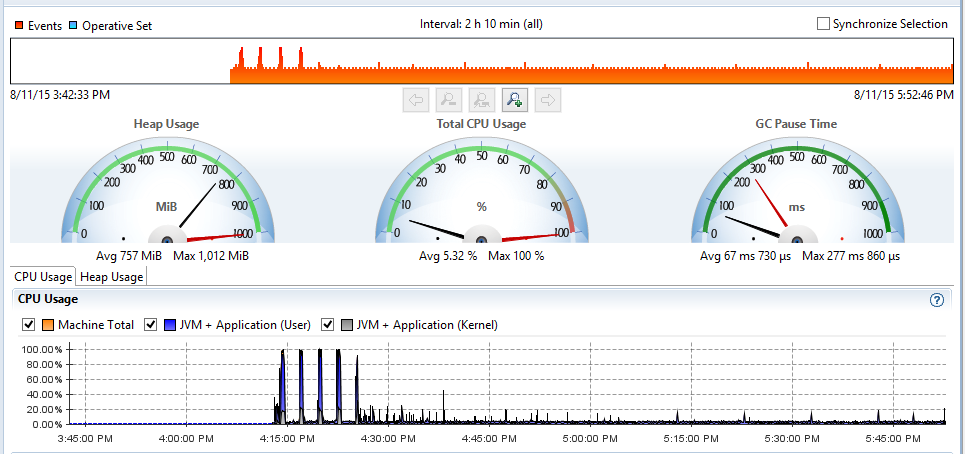 Events Operative Set Interval: 2 h 10 min (all) Synchronize Selection
8/11/15 3:42:33 PM 8/11/15 5:52:46 PM
Heap Usage Total CPU Usage GC Pause Time
0 100 200 300 400 500 600 700 800 900 1000
MiB
0 10 20 30 40 50 60 70 80 90 100
%
0 100 200 300 400 500 600 700 800 900 1000
ms
Avg 757 MiB Max 1,012 MiB Avg 5.32 % Max 100 % Avg 67 ms 730 µs Max 277 ms 860 µs
CPU Usage Heap Usage
CPU Usage
Machine Total JVM + Application (User) JVM + Application (Kernel)
100.00%
80.00%
60.00%
40.00%
20.00%
0.00%
3:45:00 PM 4:00:00 PM 4:15:00 PM 4:30:00 PM 4:45:00 PM 5:00:00 PM 5:15:00 PM 5:30:00 PM 5:45:00 PM